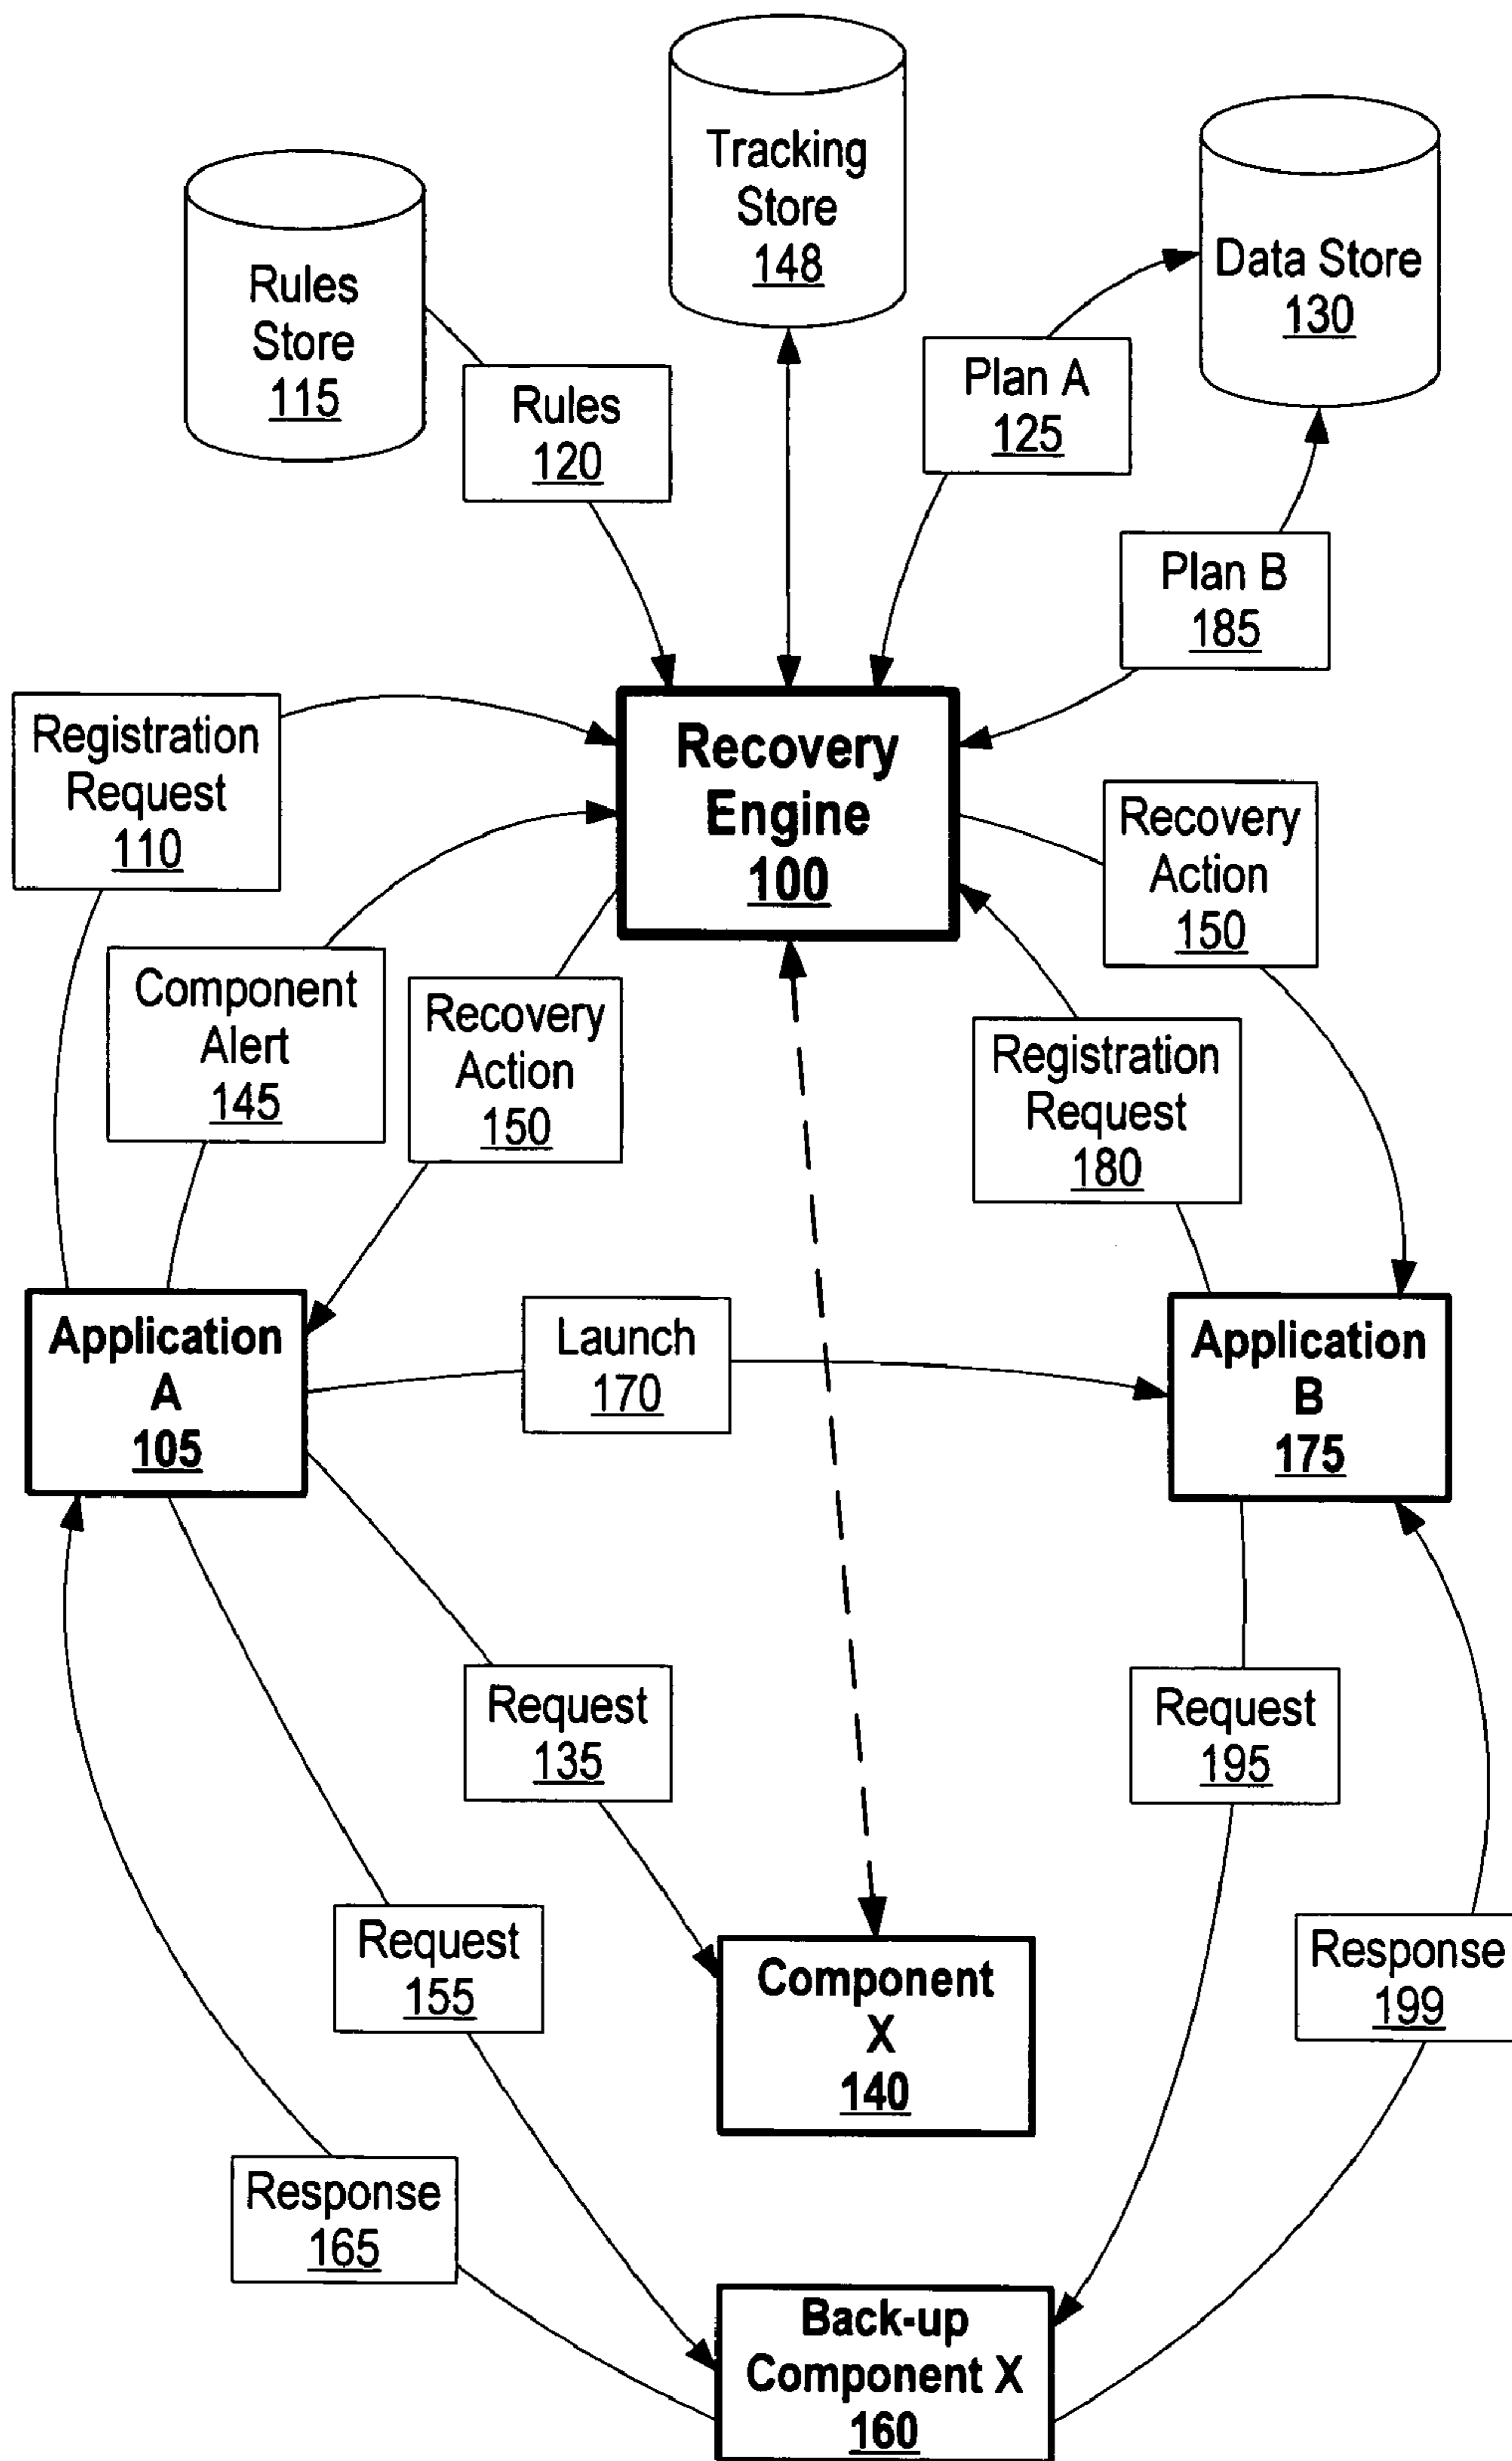 Tracking
Store
148
Data Store
130
Rules
Store
115
Rules
120
Plan A
125
Plan B
185
Registration
Request
110
Recovery
Engine
100
Recovery
Action
150
Component
Alert
145
Recovery
Action
150
Registration
Request
180
Application
A
105
Launch
170
Application
B
175
Request
135
Request
195
Request
155
Component
X
140
Response
199
Response
165
Back-up
Component X
160